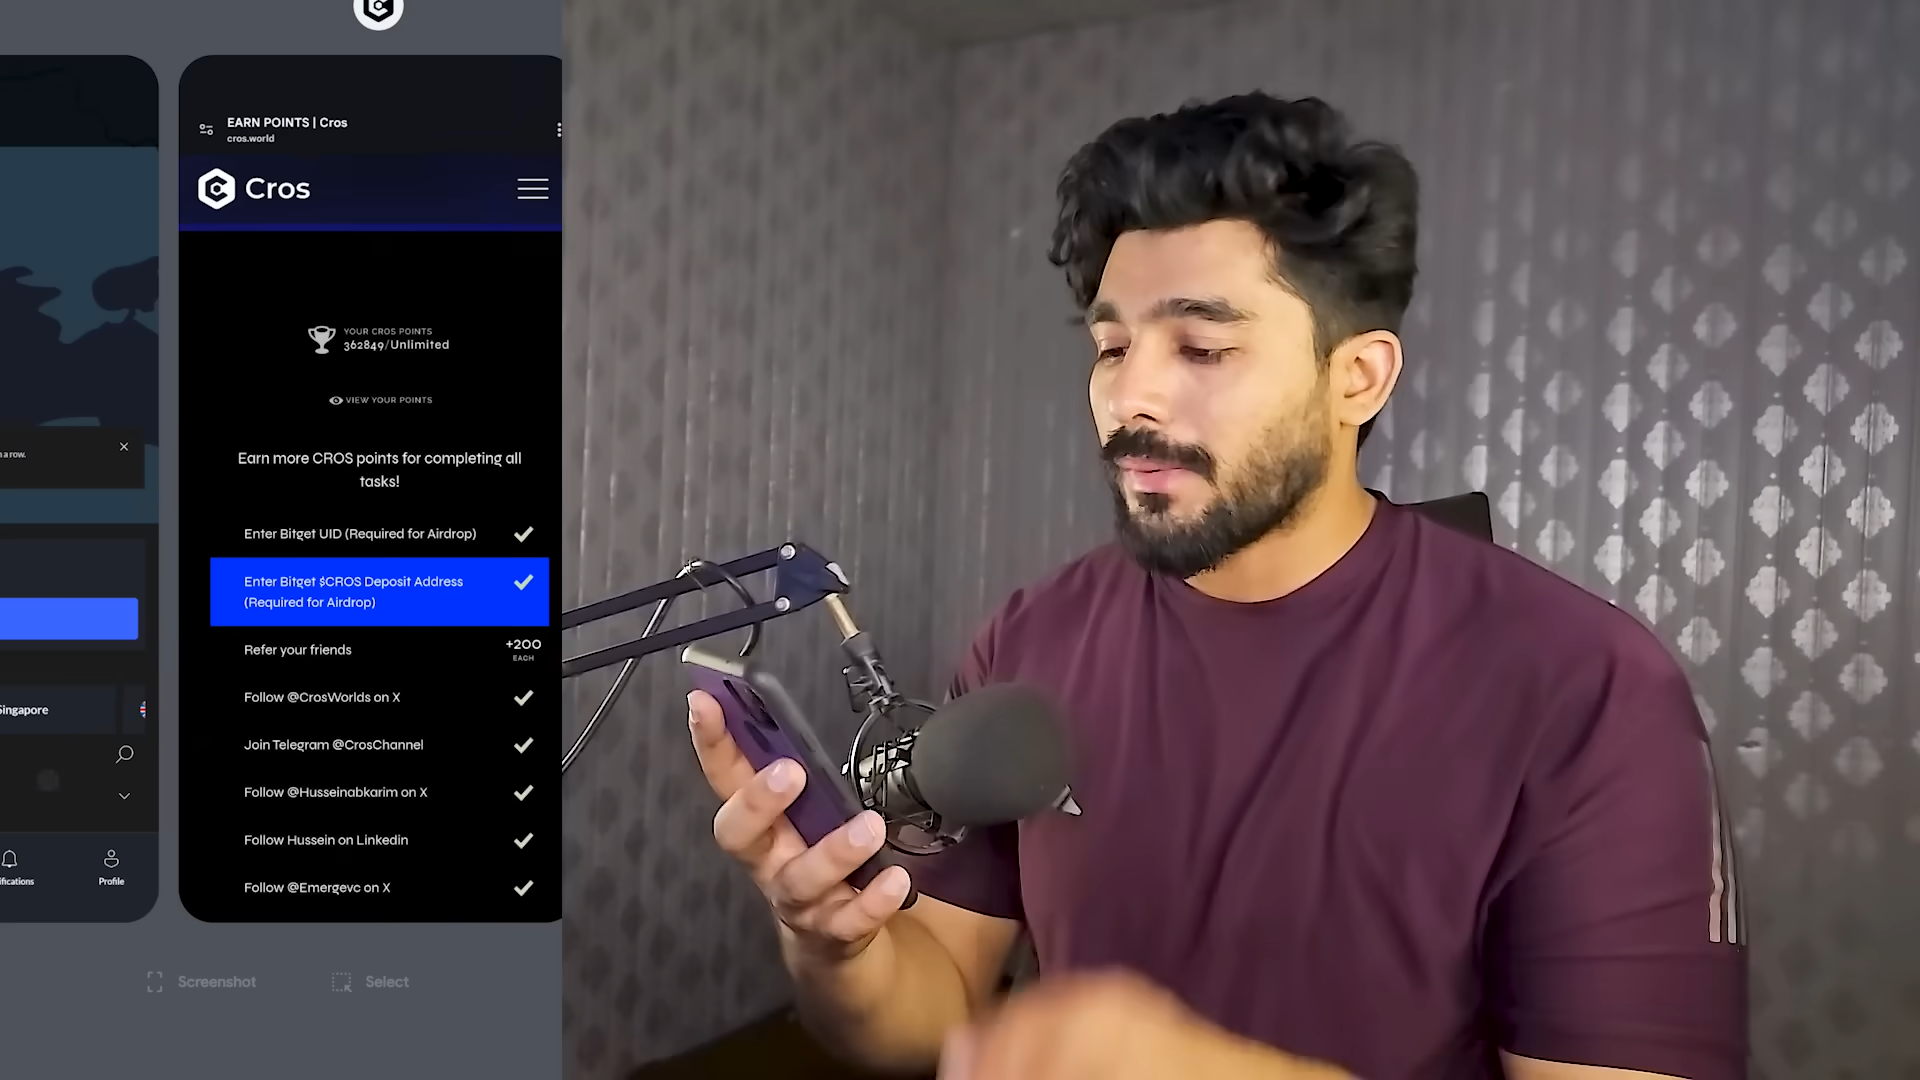 EARN POINTS | Cros
cros.world
Cros
YOUR CROS POINTS
362849/Unlimited
VIEW YOUR POINTS
n a row.
Earn more CROS points for completing all
tasks!
Enter Bitget UID (Required for Airdrop)
Enter Bitget $CROS Deposit Address
(Required for Airdrop)
Refer your friends
+200
EACH
Follow @CrosWorlds on X
Singapore
Join Telegram @CrosChannel
Follow @Husseinabkarim on X
Follow Hussein on Linkedin
Follow @Emergevc on X
ifications
Profile
Screenshot
Select